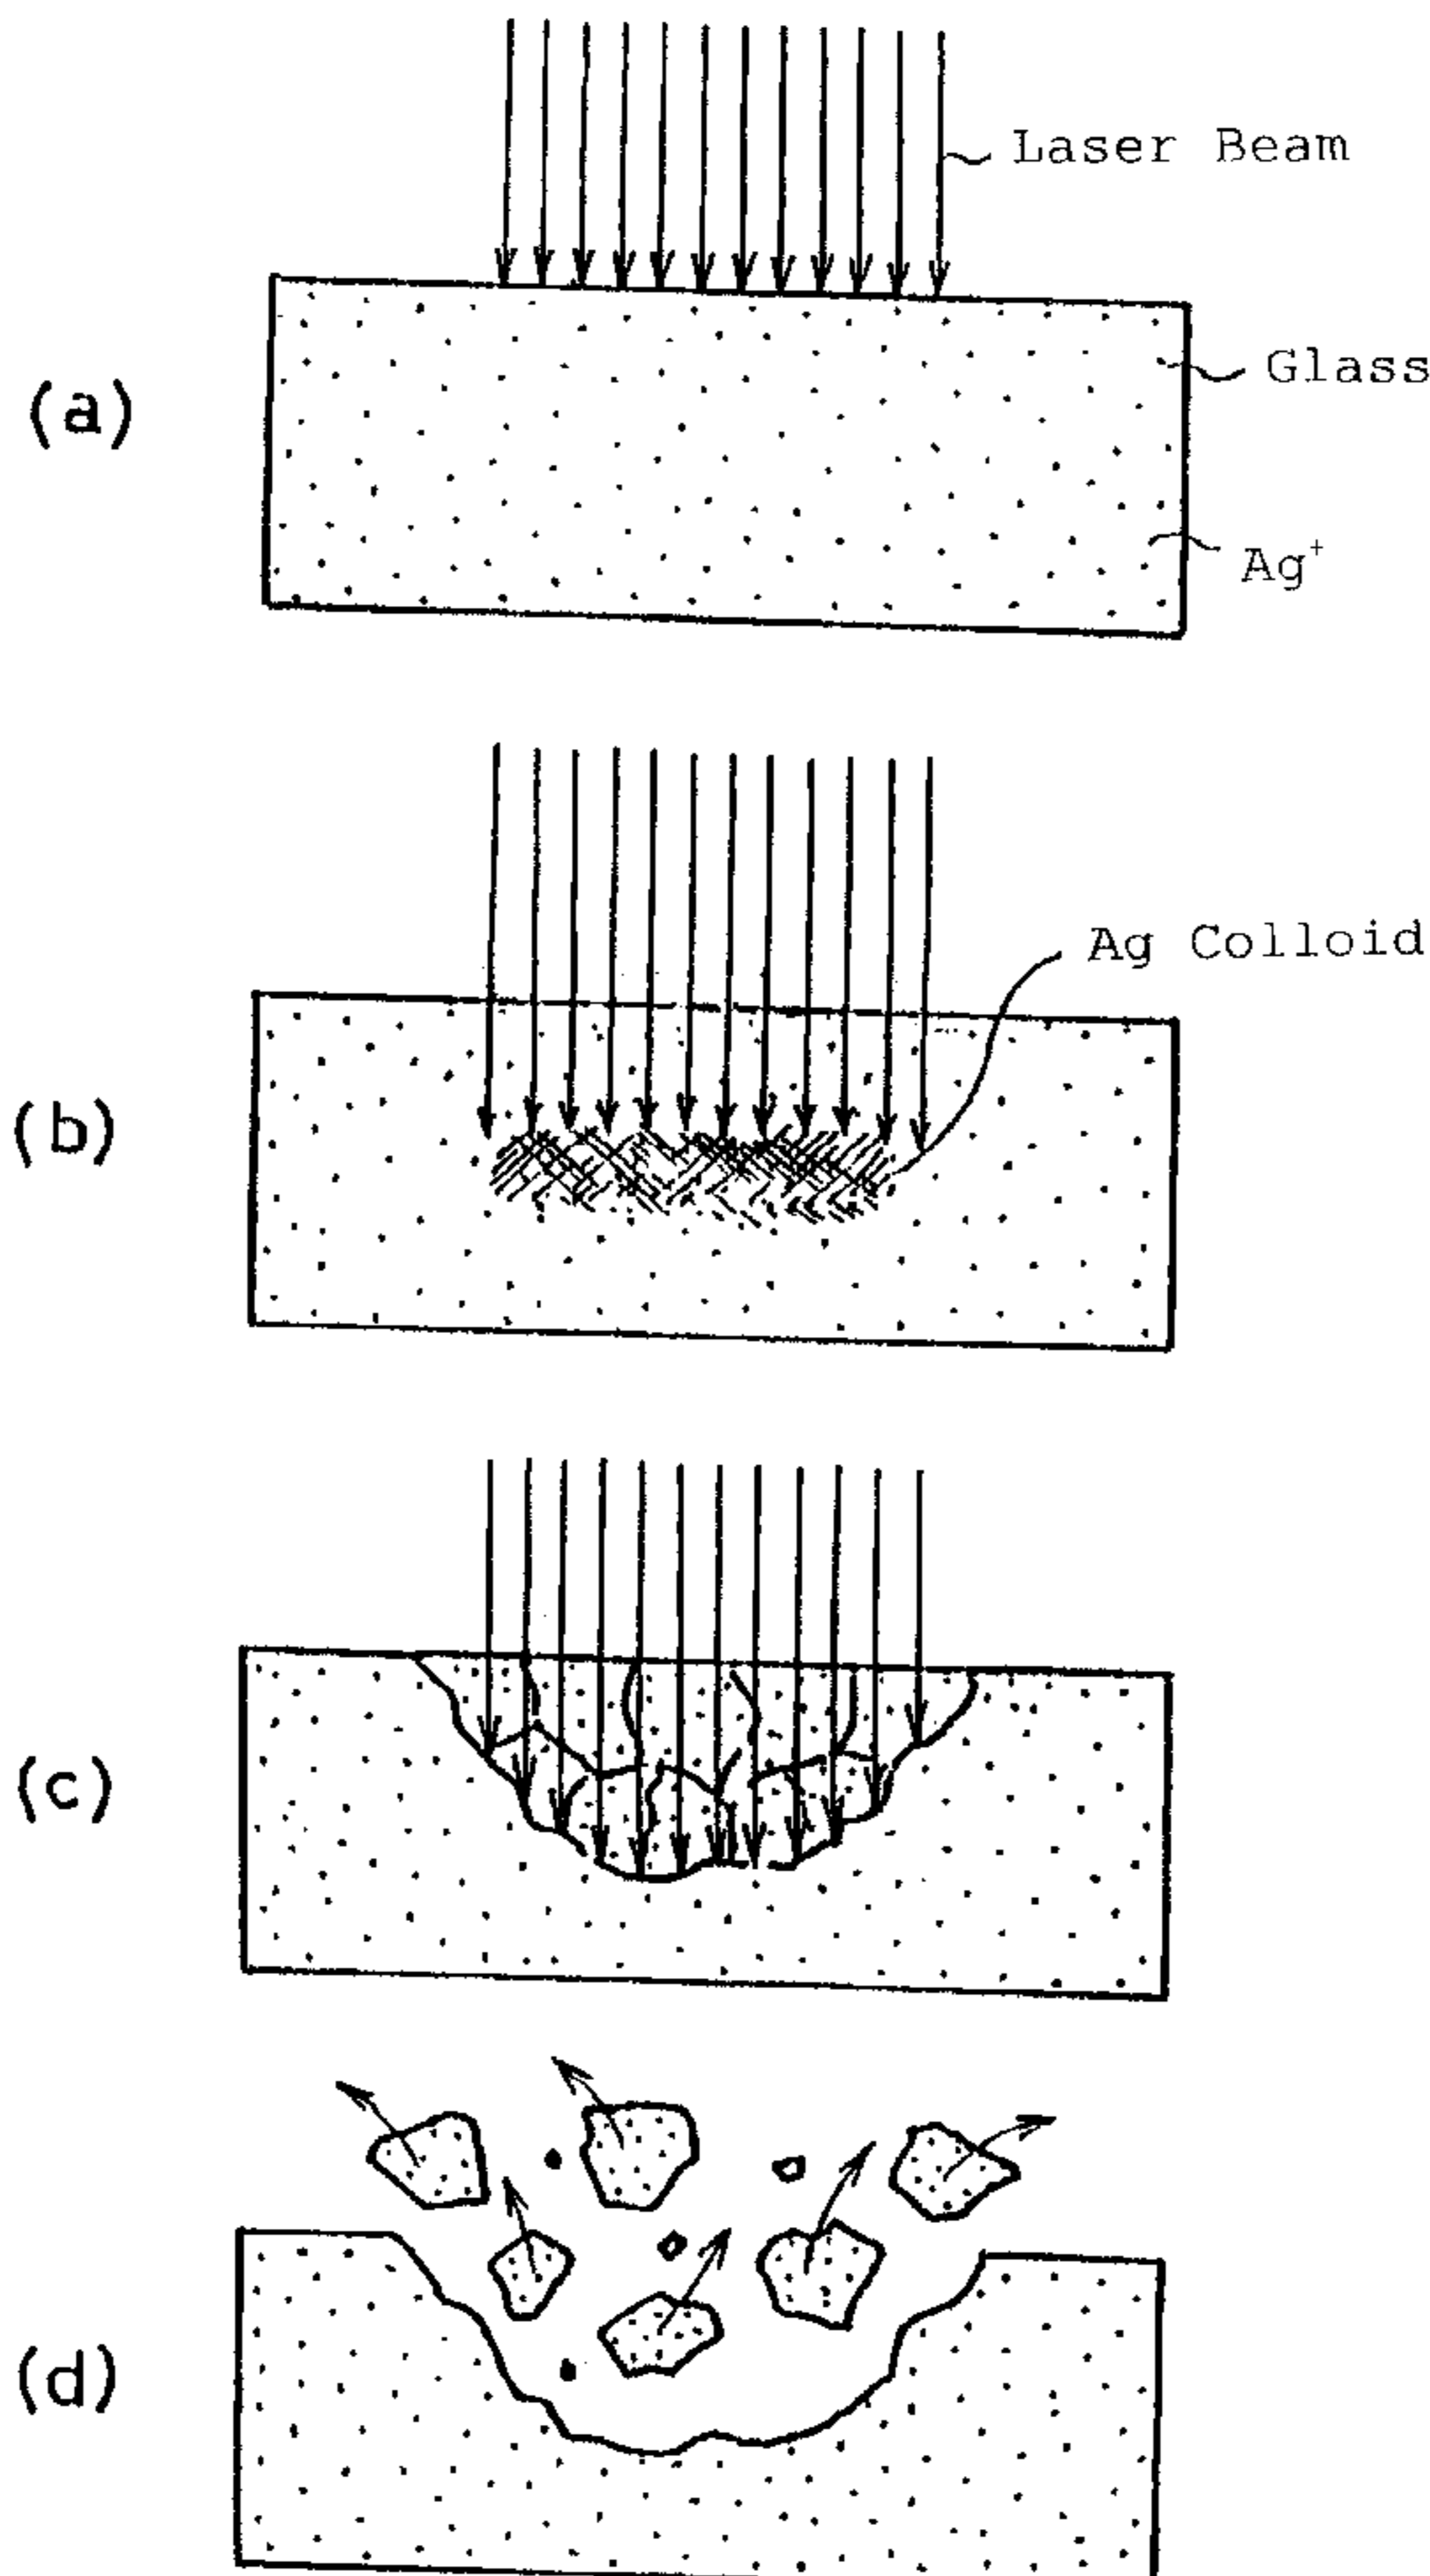 Laser Beam
Glass
(a)
Ag⁺
Ag Colloid
(b)
(c)
(d)